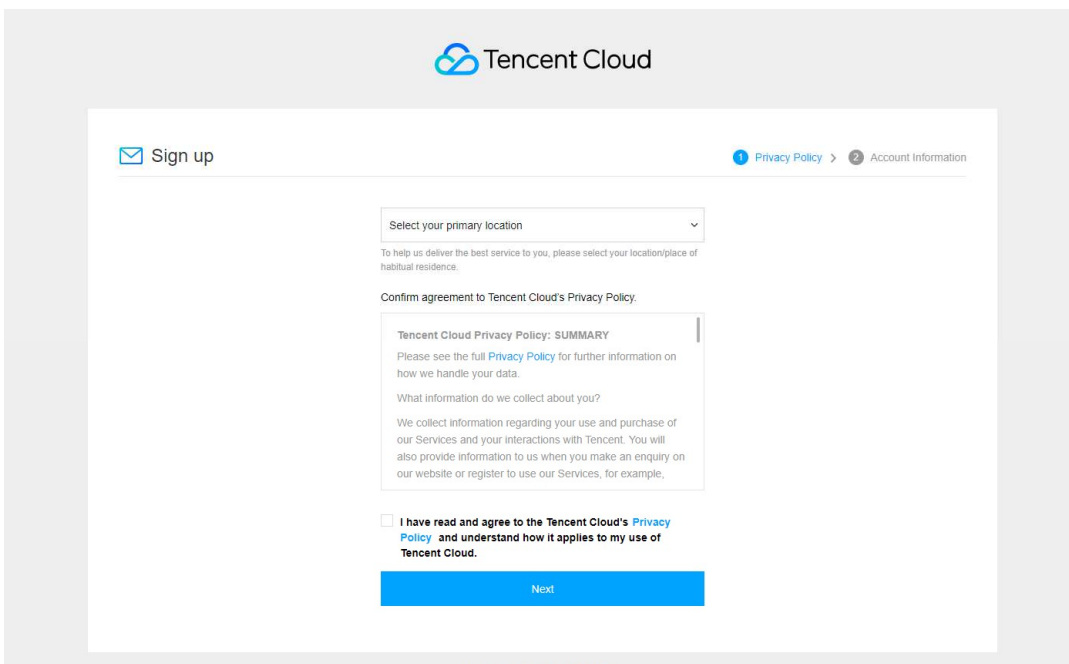 Tencent Cloud
Sign up
1 Privacy Policy > 2 Account Information
Select your primary location
To help us deliver the best service to you, please select your location/place of
habitual residence.
Confirm agreement to Tencent Cloud's Privacy Policy.
Tencent Cloud Privacy Policy: SUMMARY
Please see the full Privacy Policy for further information on
how we handle your data.
What information do we collect about you?
We collect information regarding your use and purchase of
our Services and your interactions with Tencent. You will
also provide information to us when you make an enquiry on
our website or register to use our Services, for example,
I have read and agree to the Tencent Cloud's Privacy
Policy and understand how it applies to my use of
Tencent Cloud.
Next